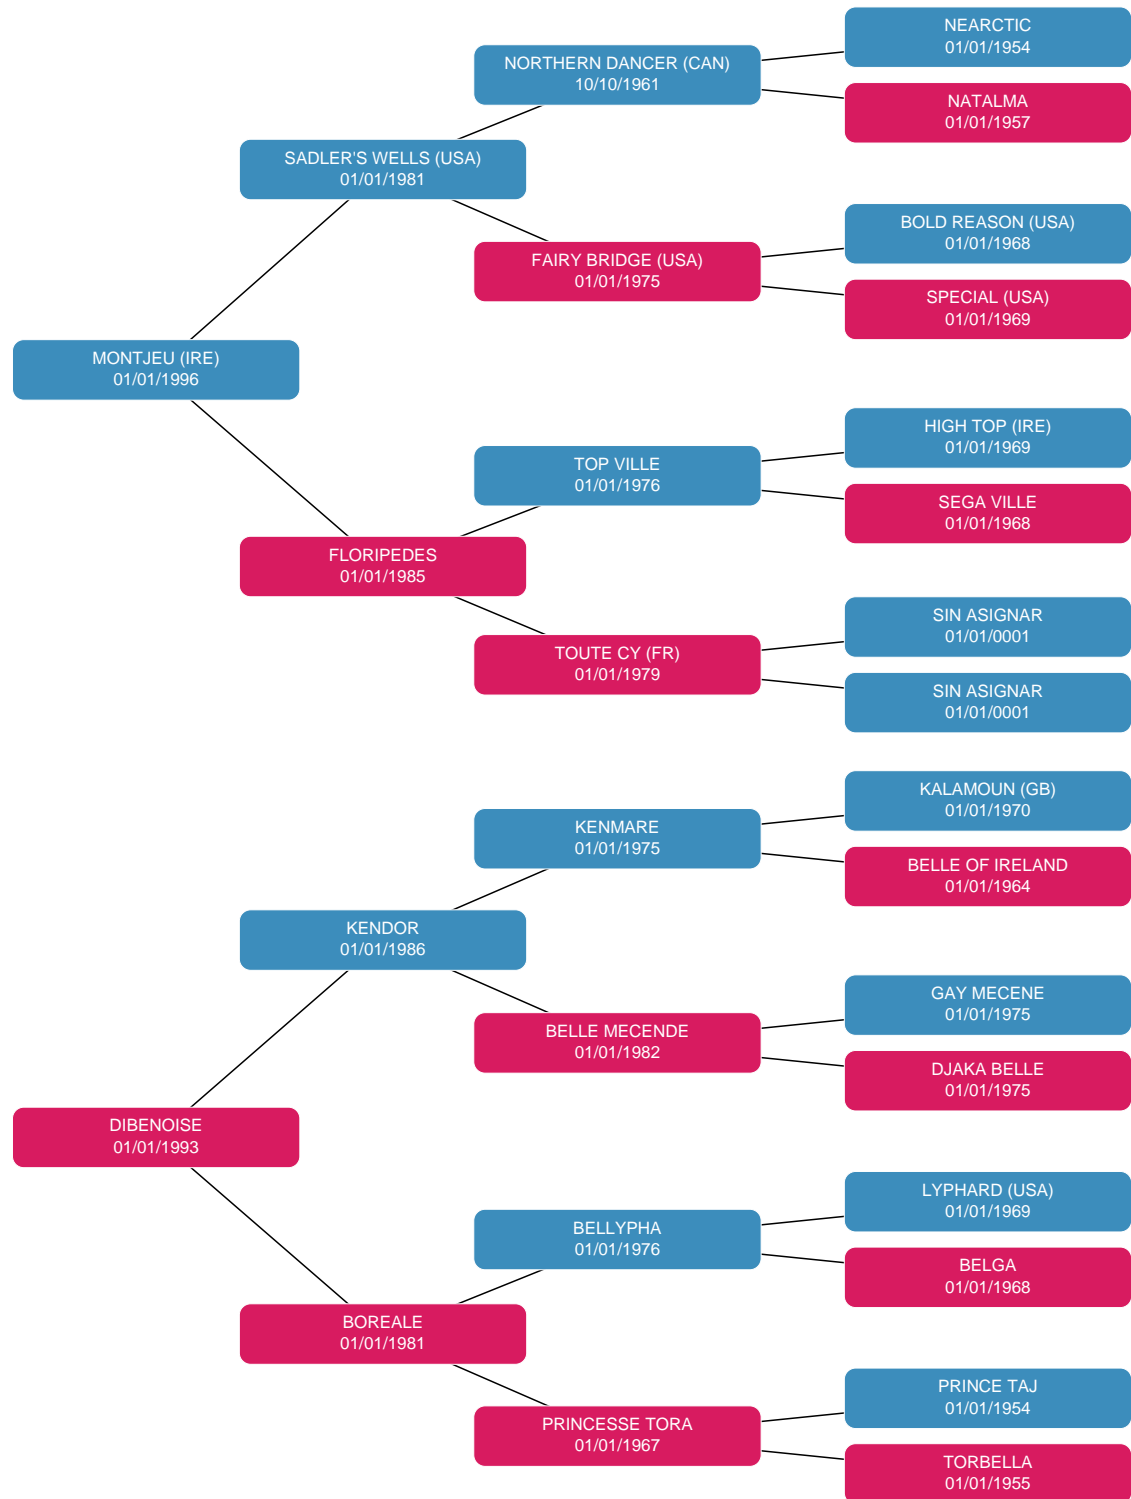 NEARCTIC
01/01/1954
NORTHERN DANCER (CAN)
10/10/1961
NATALMA
01/01/1957
SADLER'S WELLS (USA)
01/01/1981
BOLD REASON (USA)
01/01/1968
FAIRY BRIDGE (USA)
01/01/1975
SPECIAL (USA)
01/01/1969
MONTJEU (IRE)
01/01/1996
HIGH TOP (IRE)
01/01/1969
TOP VILLE
01/01/1976
SEGA VILLE
01/01/1968
FLORIPEDES
01/01/1985
SIN ASIGNAR
01/01/0001
TOUTE CY (FR)
01/01/1979
SIN ASIGNAR
01/01/0001
KALAMOUN (GB)
01/01/1970
KENMARE
01/01/1975
BELLE OF IRELAND
01/01/1964
KENDOR
01/01/1986
GAY MECENE
01/01/1975
BELLE MECENDE
01/01/1982
DJAKA BELLE
01/01/1975
DIBENOISE
01/01/1993
LYPHARD (USA)
01/01/1969
BELLYPHA
01/01/1976
BELGA
01/01/1968
BOREALE
01/01/1981
PRINCE TAJ
01/01/1954
PRINCESSE TORA
01/01/1967
TORBELLA
01/01/1955